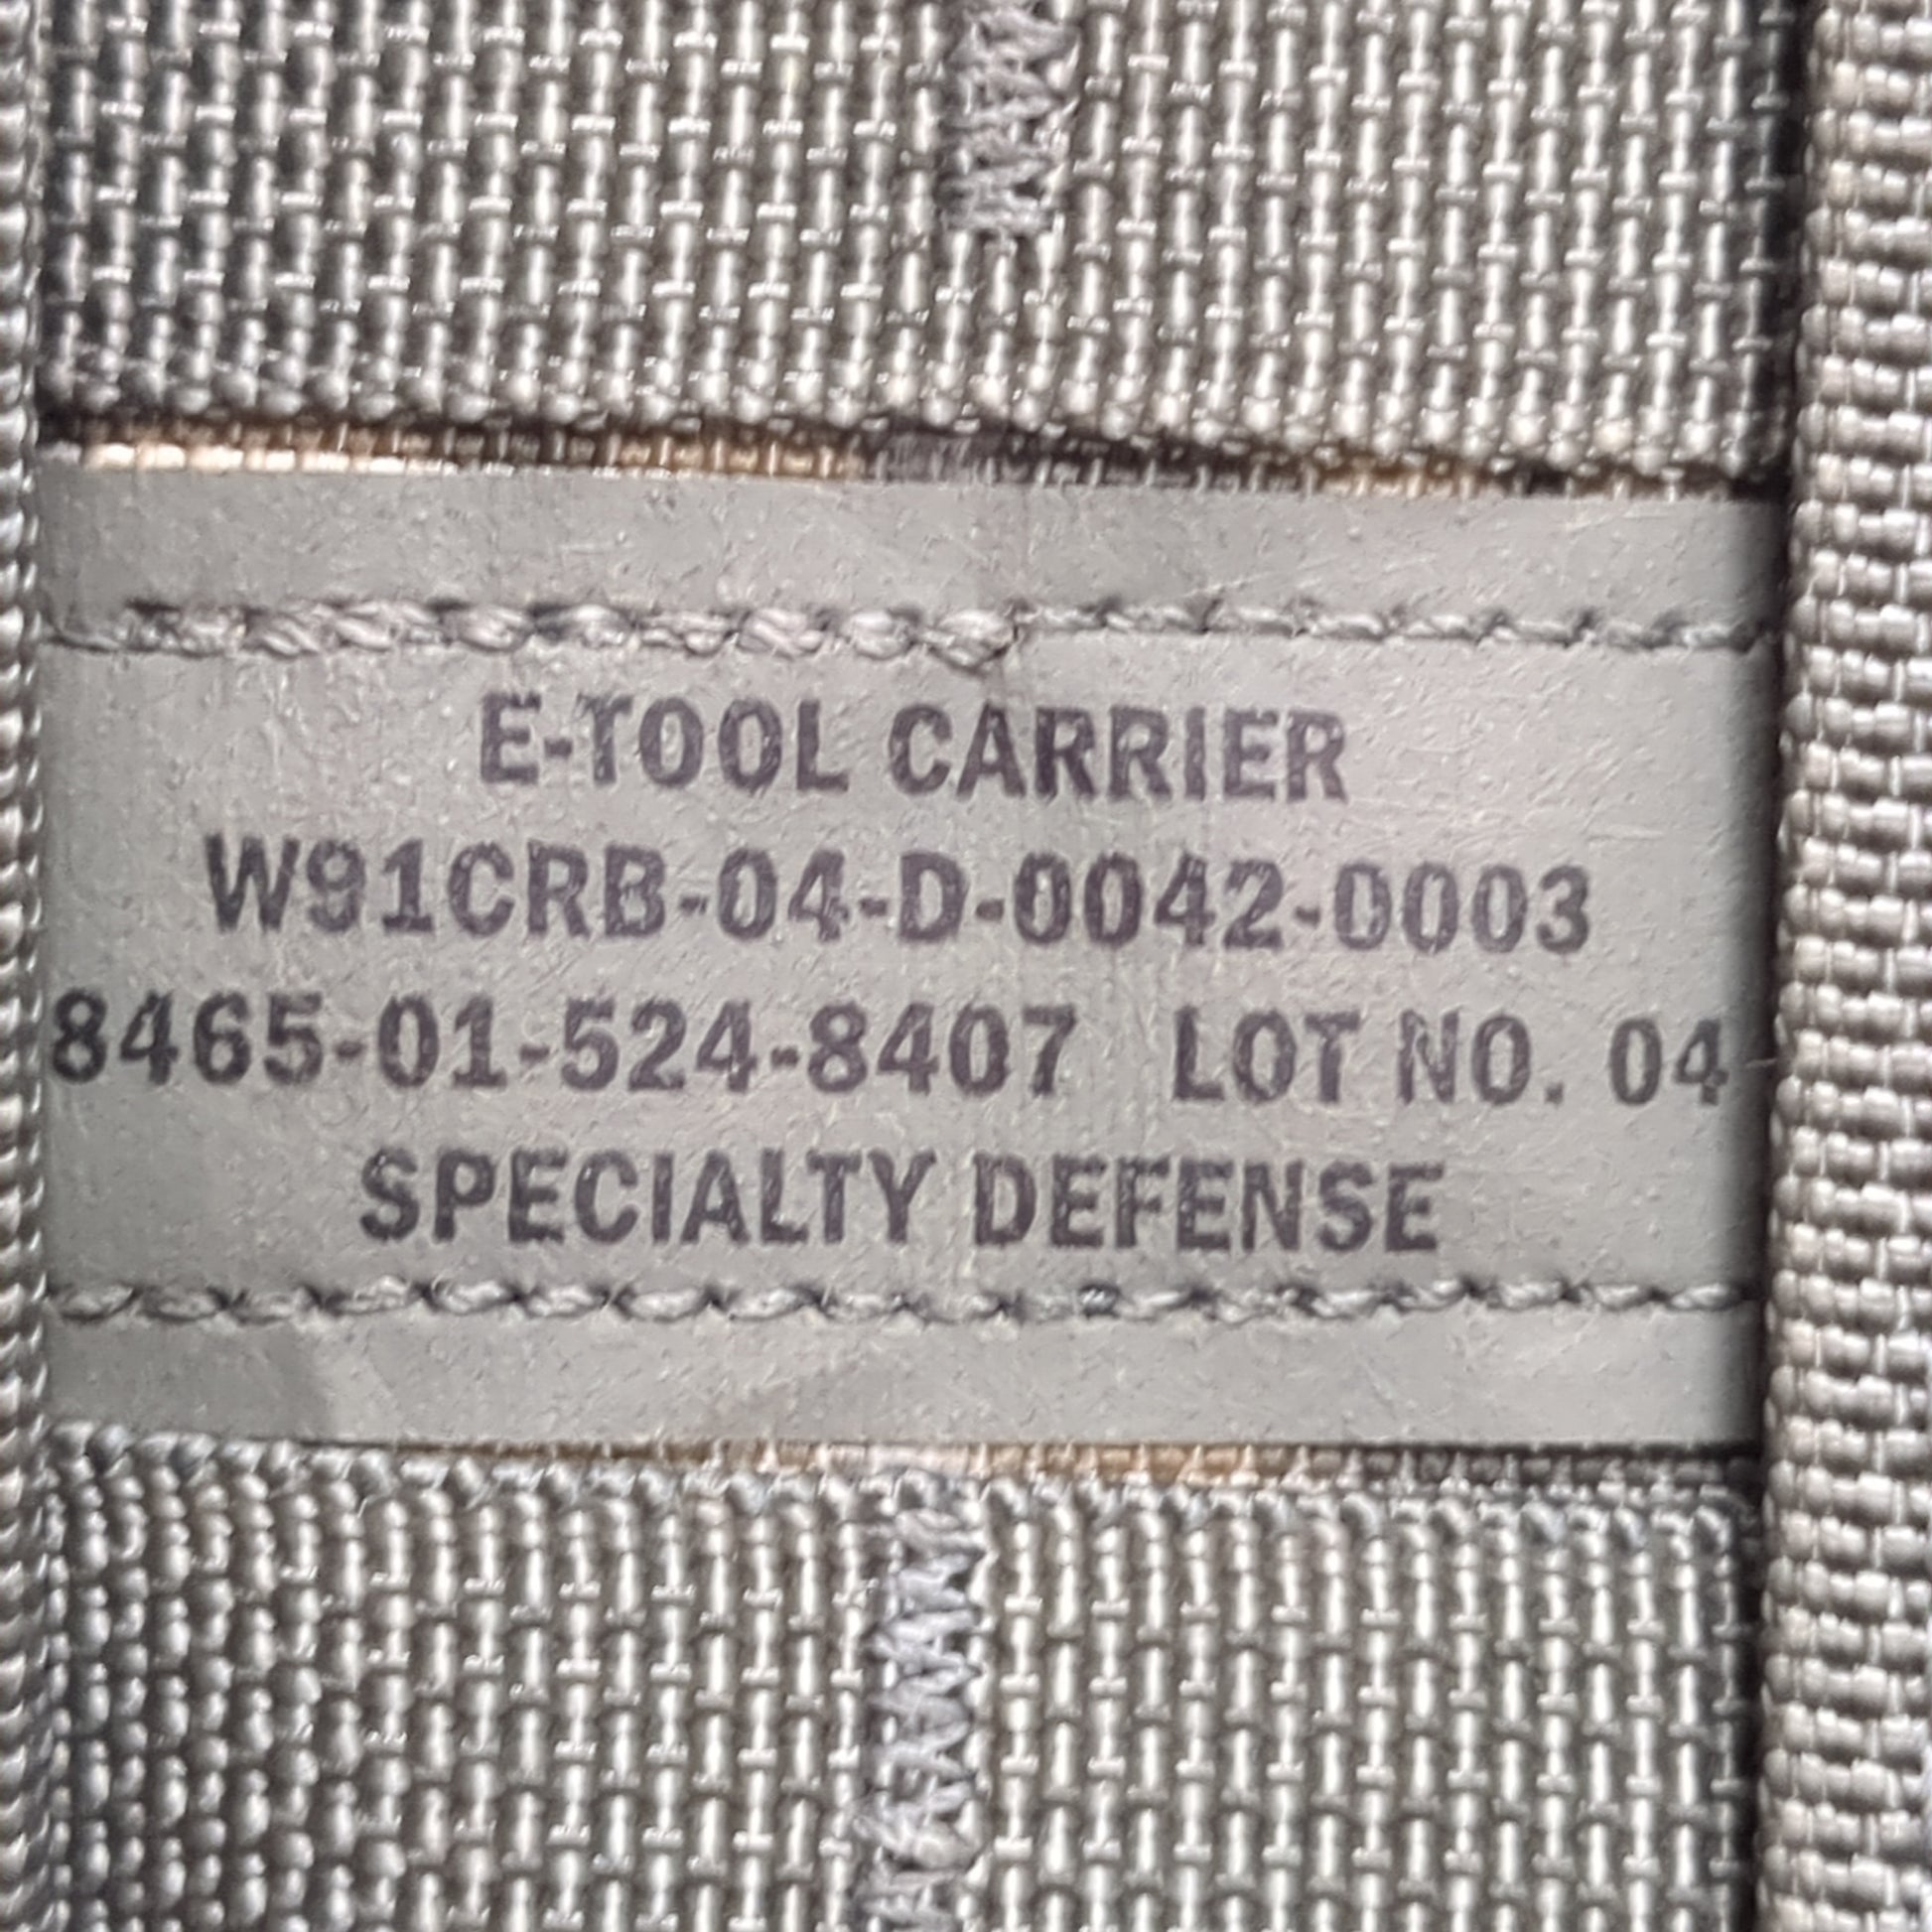 E-TOOL CARRIER
W91CRB-04-D-0042-0003
8465-01-524-8407 LOT NO. 04
SPECIALTY DEFENSE